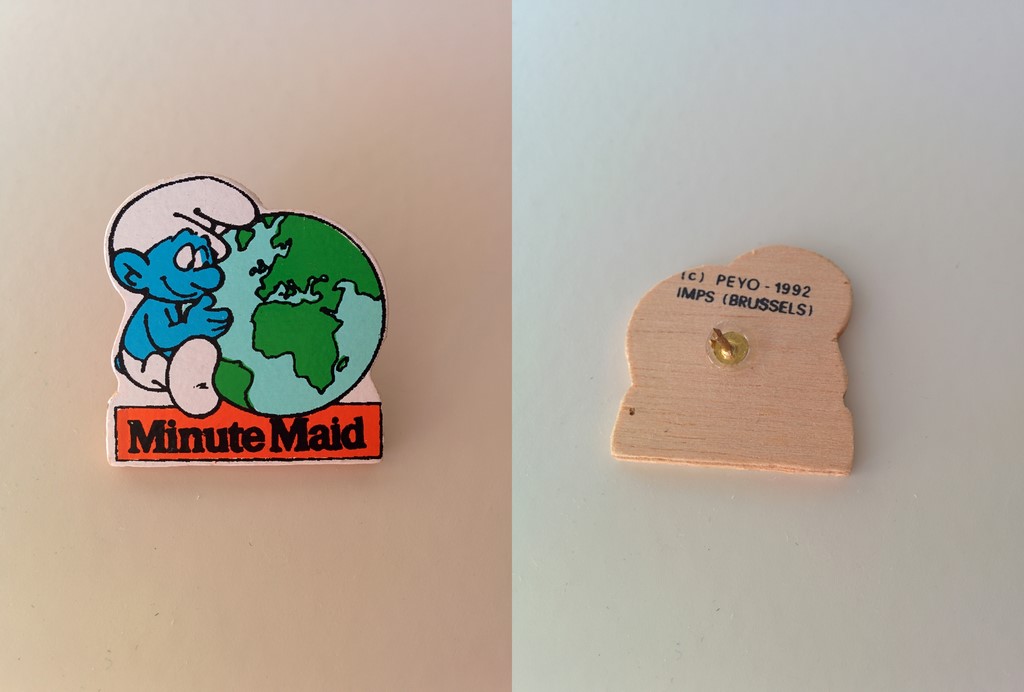 Minute Maid
(c) PEYO - 1992
IMPS (BRUSSELS)